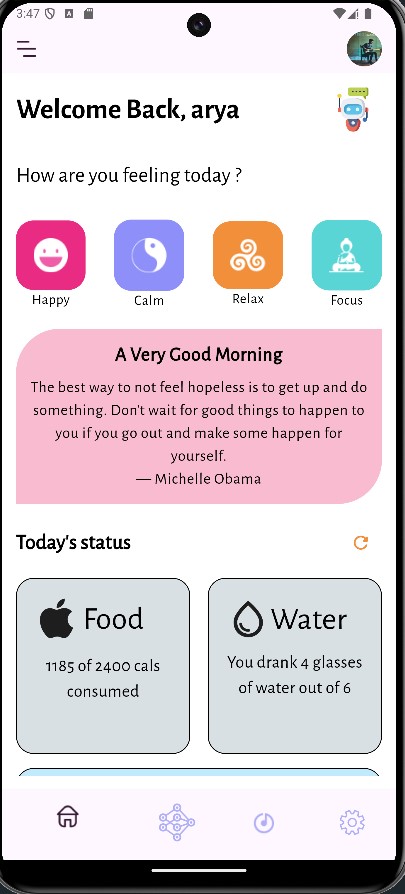 3:47
Welcome Back, arya
How are you feeling today ?
Happy Calm Relax Focus
A Very Good Morning
The best way to not feel hopeless is to get up and do
something. Don't wait for good things to happen to
you if you go out and make some happen for
yourself.
— Michelle Obama
Today's status
Food
1185 of 2400 cals
consumed
Water
You drank 4 glasses
of water out of 6